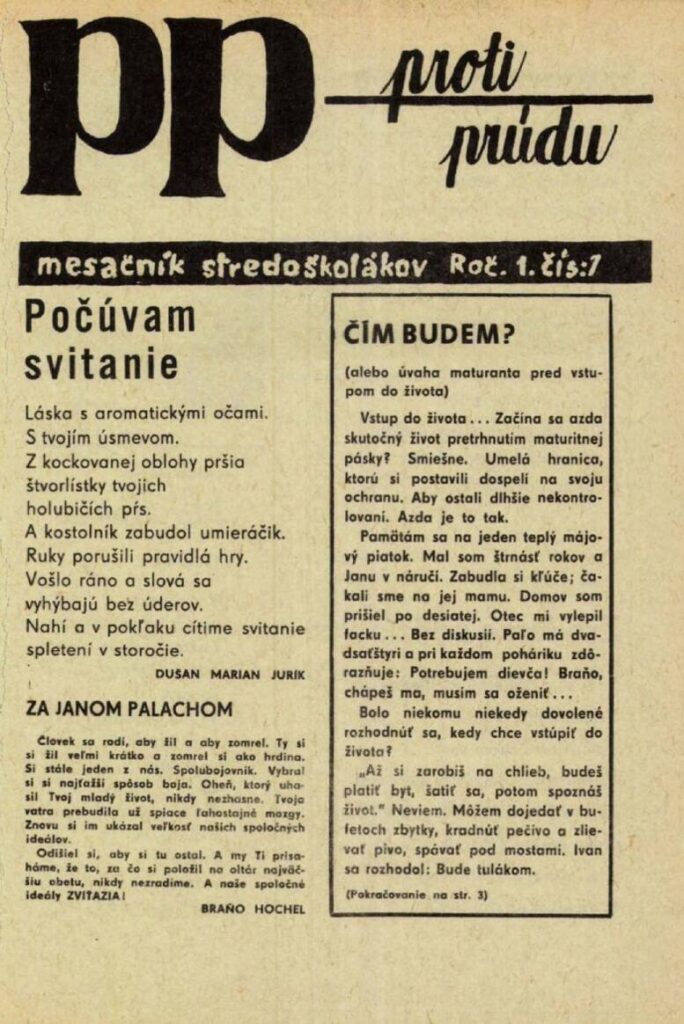 pp
proti
prúdu
mesačník stredoškolákov Roč. 1. čís:1
Počúvam
svitanie
Láska s aromatickými očami.
S tvojím úsmevom.
Z kockovanej oblohy pršia
štvorlístky tvojich
holubičích pŕs.
A kostolník zabudol umieráčik.
Ruky porušili pravidlá hry.
Vošlo ráno a slová sa
vyhýbajú bez úderov.
Nahí a v pokľaku cítime svitanie
spletení v storočie.
DUŠAN MARIAN JURÍK
ZA JANOM PALACHOM
Človek sa rodí, aby žil a aby zomrel. Ty si
si žil veľmi krátko a zomrel si ako hrdina.
Si stále jeden z nás. Spolubojovník. Vybral
si si najťažší spôsob boja. Oheň, ktorý uha-
sil Tvoj mladý život, nikdy nezhasne. Tvoja
vatra prebudila už spiace ľahostajné mozgy.
Znovu si im ukázal veľkosť našich spoločných
ideálov.
Odišiel si, aby si tu ostal. A my Ti prisa-
háme, že to, za čo si položil na oltár najväč-
šiu obetu, nikdy nezradíme. A naše spoločné
ideály ZVÍŤAZIA!
BRAŇO HOCHEL
ČÍM BUDEM?
(alebo úvaha maturanta pred vstu-
pom do života)
Vstup do života... Začína sa azda
skutočný život pretrhnutím maturitnej
pásky? Smiešne. Umelá hranica,
ktorú si postavili dospelí na svoju
ochranu. Aby ostali dlhšie nekontro-
lovaní. Azda je to tak.
Pamätám sa na jeden teplý májo-
vý piatok. Mal som štrnásť rokov a
Janu v náručí. Zabudla si kľúče; ča-
kali sme na jej mamu. Domov som
prišiel po desiatej. Otec mi vylepil
facku... Bez diskusií. Paľo má dva-
dsaťštyri a pri každom poháriku zdô-
razňuje: Potrebujem dievča! Braňo,
chápeš ma, musím sa oženiť...
Bolo niekomu niekedy dovolené
rozhodnúť sa, kedy chce vstúpiť do
života?
„Až si zarobíš na chlieb, budeš
platiť byt, šatiť sa, potom spoznáš
život.“ Neviem. Môžem dojedať v bu-
fetoch zbytky, kradnúť pečivo a zlie-
vať pivo, spávať pod mostami. Ivan
sa rozhodol: Bude tulákom.
(Pokračovanie na str. 3)